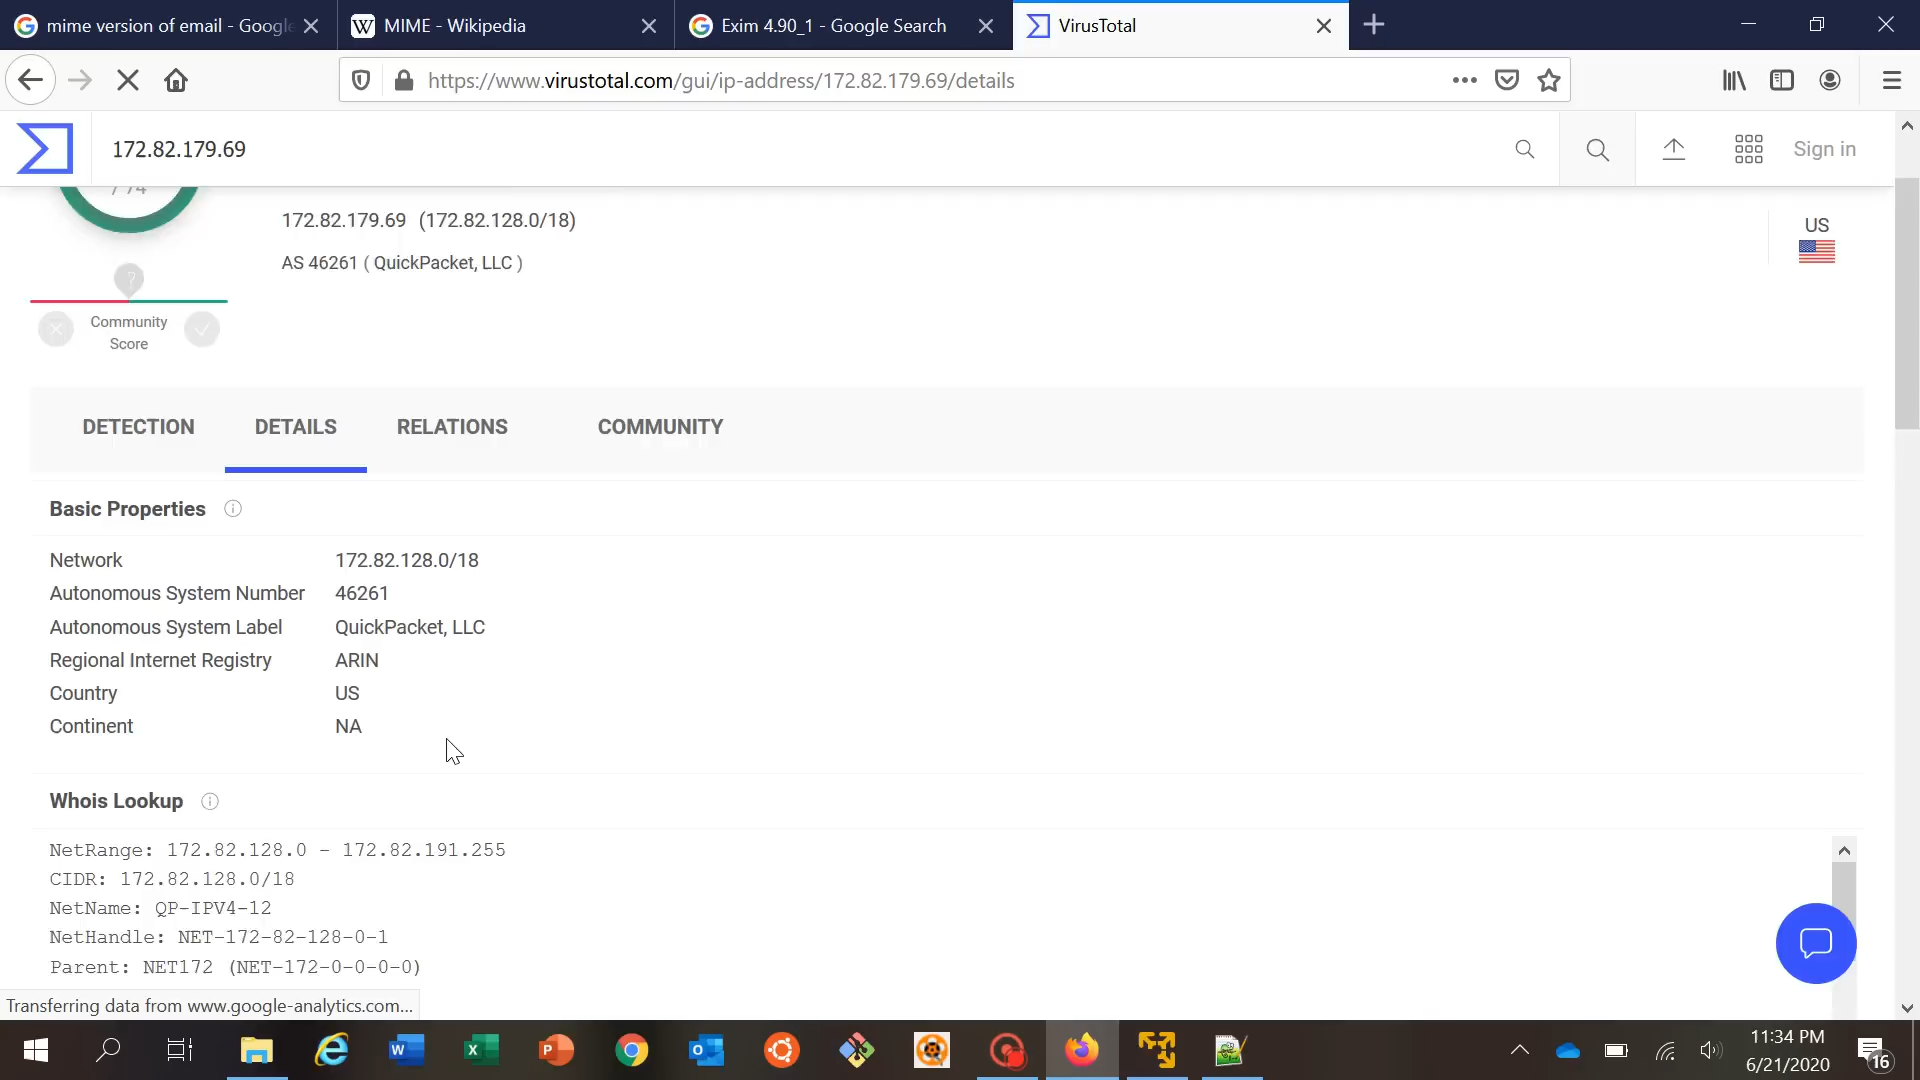 mime version of email - Google
MIME - Wikipedia
Exim 4.90_1 - Google Search
VirusTotal
https://www.virustotal.com/gui/ip-address/172.82.179.69/details
172.82.179.69
Sign in
/ 74
172.82.179.69 (172.82.128.0/18)
AS 46261 ( QuickPacket, LLC )
US
?
Community
Score
DETECTION
DETAILS
RELATIONS
COMMUNITY
Basic Properties
Network 172.82.128.0/18
Autonomous System Number 46261
Autonomous System Label QuickPacket, LLC
Regional Internet Registry ARIN
Country US
Continent NA
Whois Lookup
NetRange: 172.82.128.0 - 172.82.191.255
CIDR: 172.82.128.0/18
NetName: QP-IPV4-12
NetHandle: NET-172-82-128-0-1
Parent: NET172 (NET-172-0-0-0-0)
Transferring data from www.google-analytics.com...
11:34 PM
6/21/2020
16